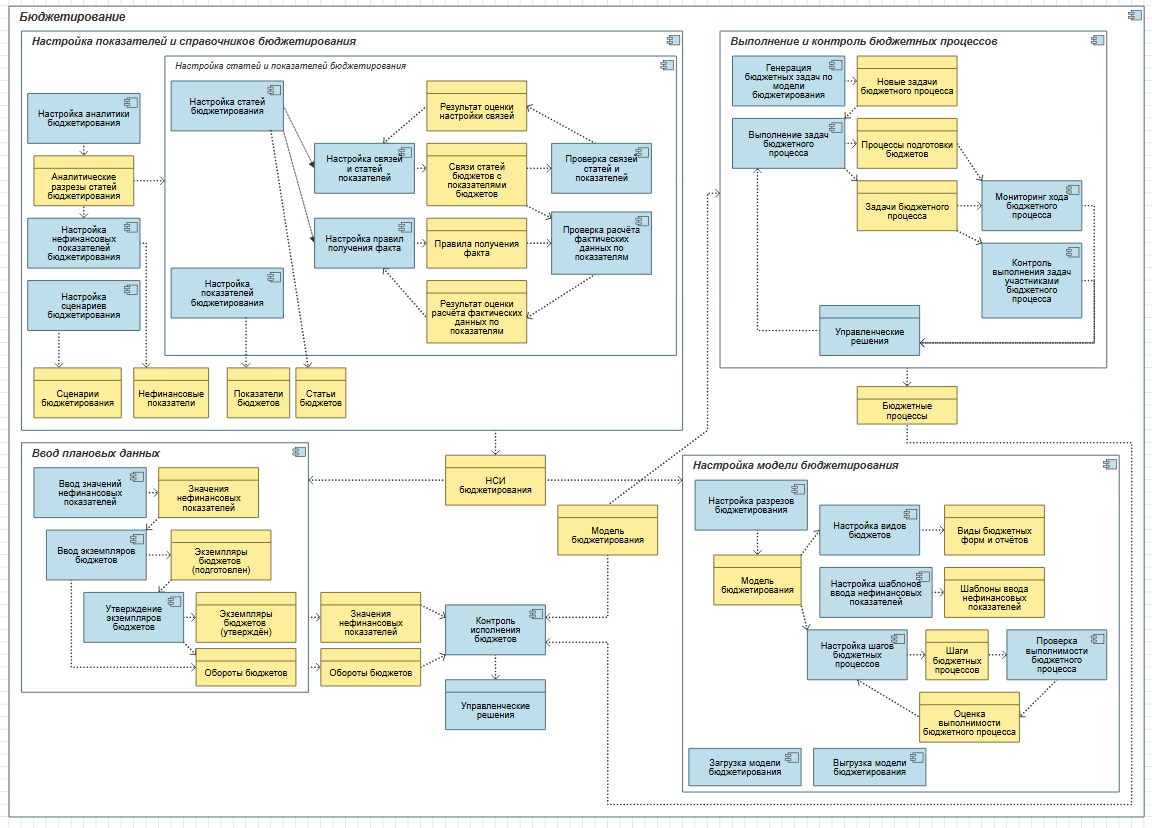 Бюджетирование
Настройка показателей и справочников бюджетирования
Настройка статей и показателей бюджетирования
Настройка аналитики
бюджетирования
Аналитические
разрезы статей
бюджетирования
Настройка
нефинансовых
показателей
бюджетирования
Настройка
сценариев
бюджетирования
Настройка статей
бюджетирования
Результат оценки
настройки связей
Настройка связей
и статей
показателей
Связи статей
бюджетов с
показателями
бюджетов
Проверка связей
статей и
показателей
Настройка правил
получения факта
Правила получения
факта
Проверка расчёта
фактических
данных по
показателям
Настройка
показателей
бюджетирования
Результат оценки
расчёта фактических
данных по
показателям
Сценарии
бюджетирования
Нефинансовые
показатели
Показатели
бюджетов
Статьи
бюджетов
Выполнение и контроль бюджетных процессов
Генерация
бюджетных задач по
модели
бюджетирования
Новые задачи
бюджетного процесса
Выполнение задач
бюджетного
процесса
Процессы подготовки
бюджетов
Задачи бюджетного
процесса
Мониторинг хода
бюджетного
процесса
Контроль
выполнения задач
участниками
бюджетного
процесса
Управленческие
решения
Бюджетные
процессы
Ввод плановых данных
Ввод значений
нефинансовых
показателей
Значения
нефинансовых
показателей
Ввод экземпляров
бюджетов
Экземпляры
бюджетов
(подготовлен)
Утверждение
экземпляров
бюджетов
Экземпляры
бюджетов
(утверждён)
Обороты бюджетов
Значения
нефинансовых
показателей
Обороты бюджетов
НСИ
бюджетирования
Модель
бюджетирования
Контроль
исполнения
бюджетов
Управленческие
решения
Настройка модели бюджетирования
Настройка разрезов
бюджетирования
Модель
бюджетирования
Настройка видов
бюджетов
Виды бюджетных
форм и отчётов
Настройка шаблонов
ввода нефинансовых
показателей
Шаблоны ввода
нефинансовых
показателей
Настройка шагов
бюджетных
процессов
Шаги
бюджетных
процессов
Проверка
выполнимости
бюджетного
процесса
Оценка
выполнимости
бюджетного процесса
Загрузка модели
бюджетирования
Выгрузка модели
бюджетирования